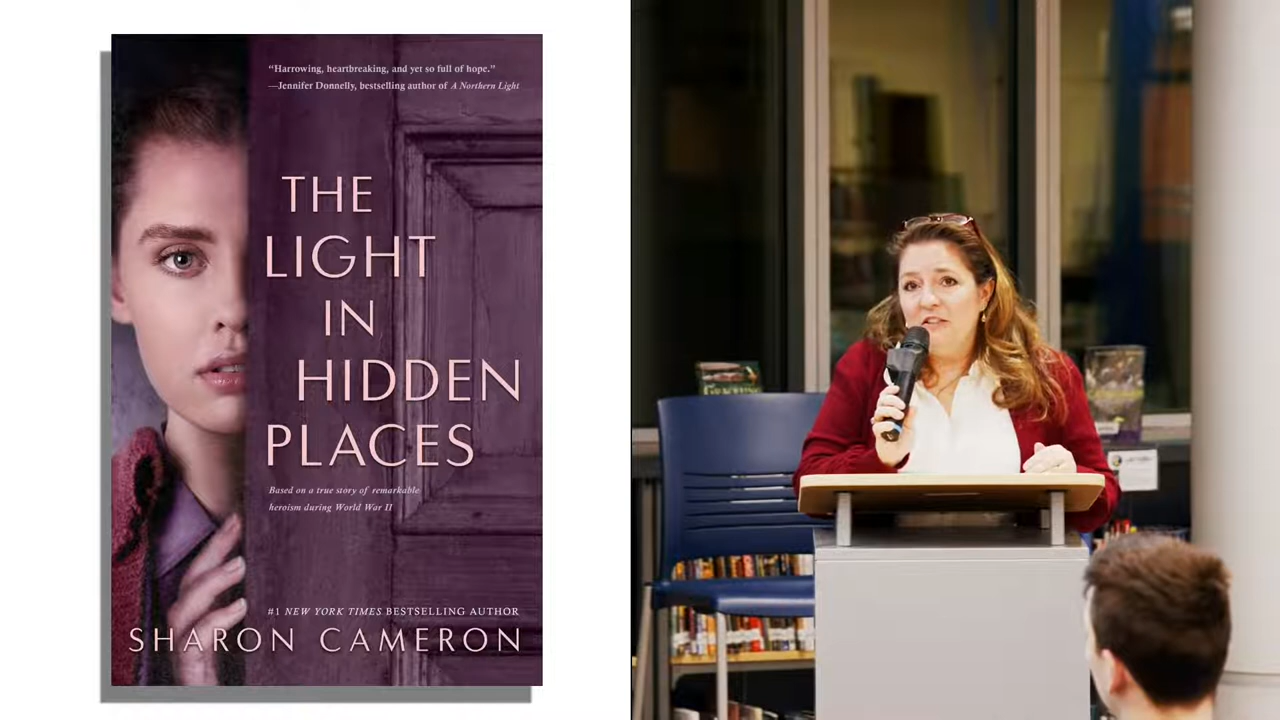 “Harrowing, heartbreaking, and yet so full of hope.”
—Jennifer Donnelly, bestselling author of A Northern Light
THE
LIGHT
IN
HIDDEN
PLACES
Based on a true story of remarkable
heroism during World War II
#1 NEW YORK TIMES BESTSELLING AUTHOR
SHARON CAMERON